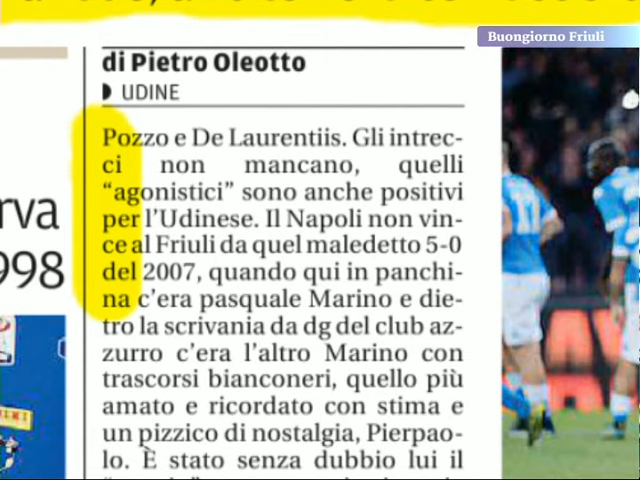 Buongiorno Friuli
di Pietro Oleotto
UDINE
rva
998
Pozzo e De Laurentiis. Gli intrec-
ci non mancano, quelli
“agonistici” sono anche positivi
per l'Udinese. Il Napoli non vin-
ce al Friuli da quel maledetto 5-0
del 2007, quando qui in panchi-
na c'era pasquale Marino e die-
tro la scrivania da dg del club az-
zurro c'era l'altro Marino con
trascorsi bianconeri, quello più
amato e ricordato con stima e
un pizzico di nostalgia, Pierpao-
lo. È stato senza dubbio lui il